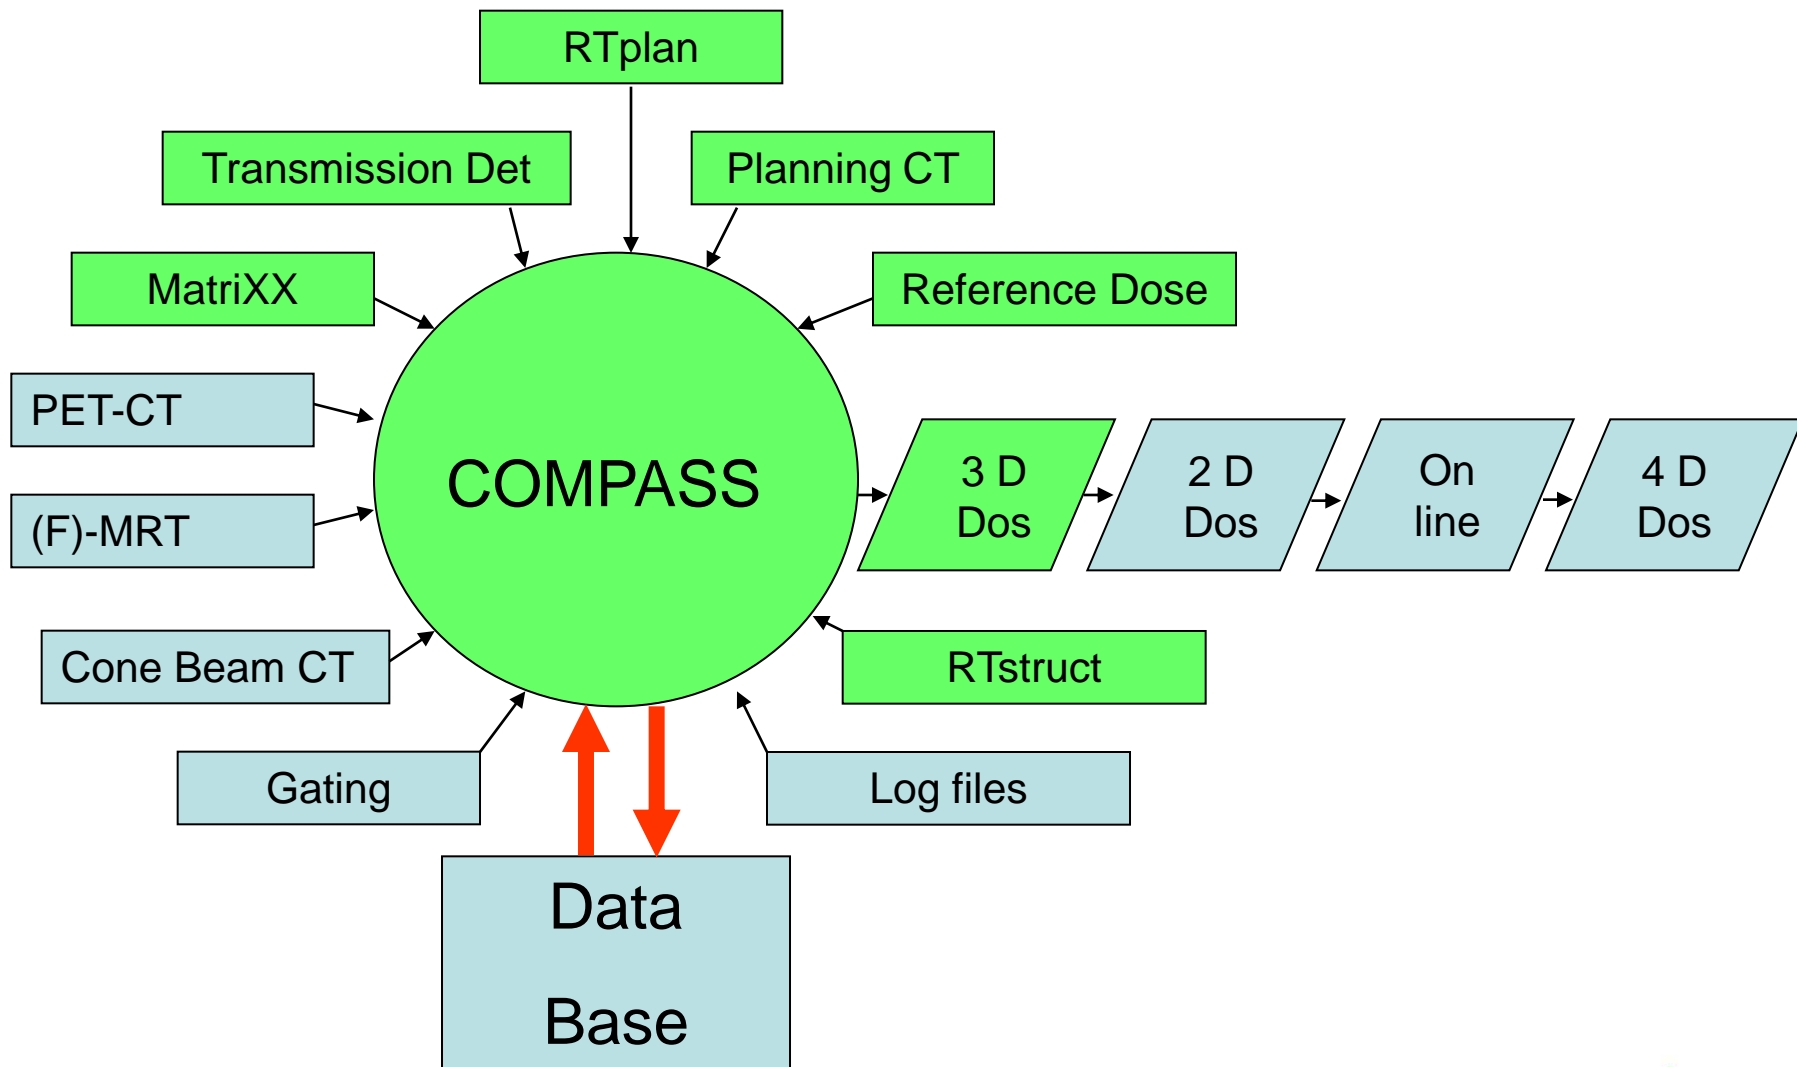 RTplan
Transmission Det
Planning CT
MatriXX
Reference Dose
PET-CT
COMPASS
3 D
Dos
2 D
Dos
On
line
4 D
Dos
(F)-MRT
Cone Beam CT
RTstruct
Gating
Log files
Data
Base